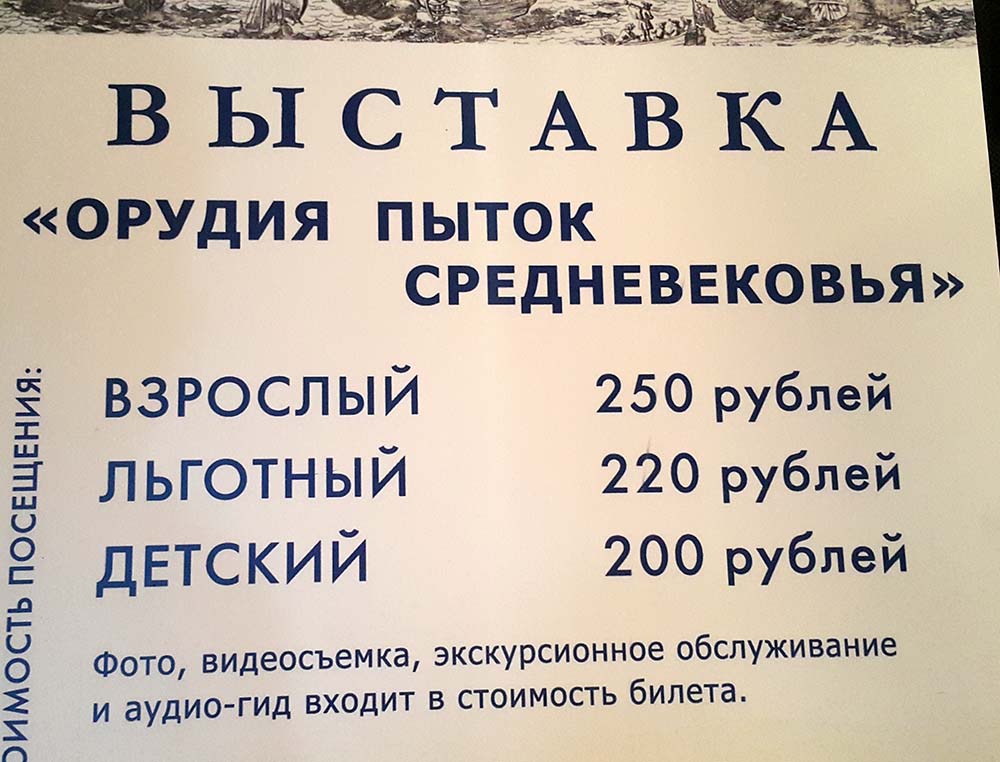 ВЫСТАВКА
«ОРУДИЯ ПЫТОК
СРЕДНЕВЕКОВЬЯ»
ПОСЕЩЕНИЯ:
ВЗРОСЛЫЙ 250 рублей
ЛЬГОТНЫЙ 220 рублей
ДЕТСКИЙ 200 рублей
Фото, видеосъемка, экскурсионное обслуживание
и аудио-гид входит в стоимость билета.